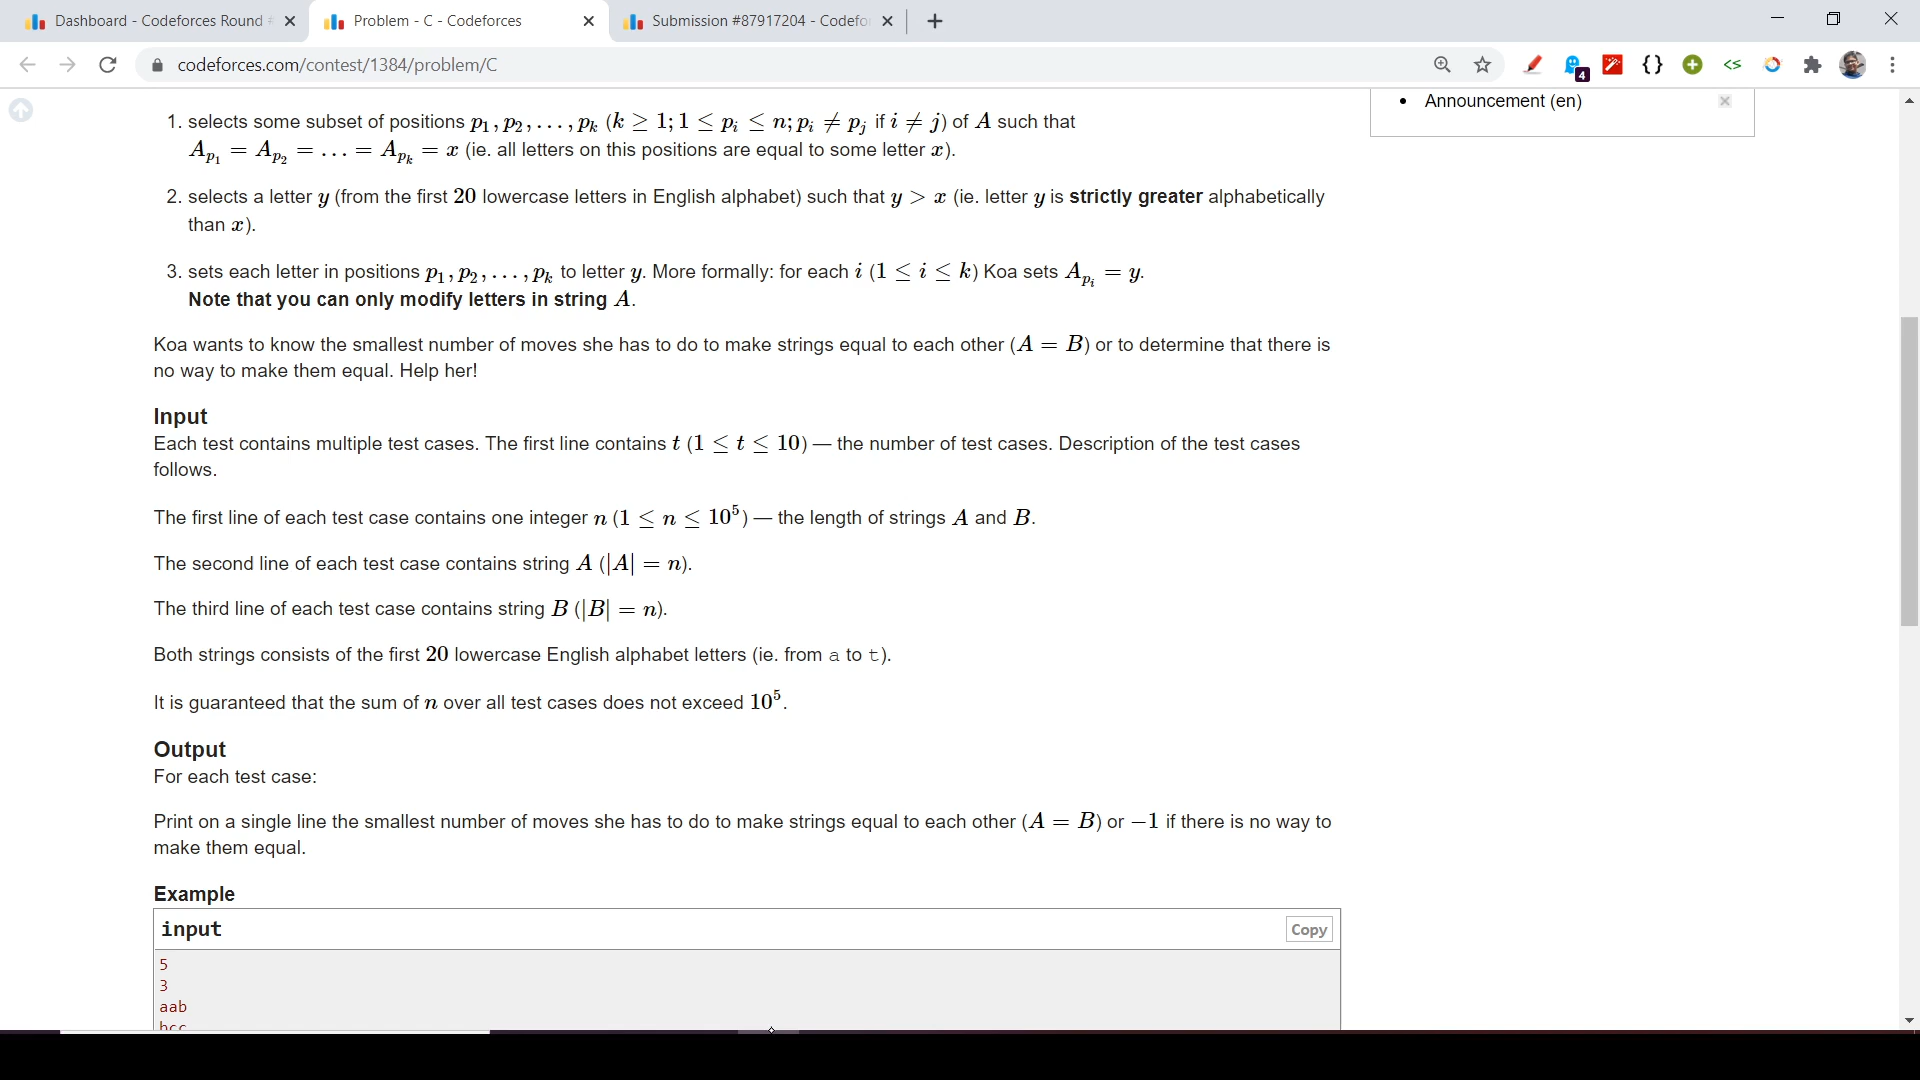 Dashboard - Codeforces Round
Problem - C - Codeforces
Submission #87917204 - Codefo
codeforces.com/contest/1384/problem/C
4
Announcement (en)
1. selects some subset of positions p₁, p₂, . . . , pₖ (k ≥ 1; 1 ≤ pᵢ ≤ n; pᵢ ≠ pⱼ if i ≠ j) of A such that
Aₚ₁ = Aₚ₂ = . . . = Aₚₖ = x (ie. all letters on this positions are equal to some letter x).
2. selects a letter y (from the first 20 lowercase letters in English alphabet) such that y > x (ie. letter y is strictly greater alphabetically
than x).
3. sets each letter in positions p₁, p₂, . . . , pₖ to letter y. More formally: for each i (1 ≤ i ≤ k) Koa sets Aₚᵢ = y.
Note that you can only modify letters in string A.
Koa wants to know the smallest number of moves she has to do to make strings equal to each other (A = B) or to determine that there is
no way to make them equal. Help her!
Input
Each test contains multiple test cases. The first line contains t (1 ≤ t ≤ 10) — the number of test cases. Description of the test cases
follows.
The first line of each test case contains one integer n (1 ≤ n ≤ 10⁵) — the length of strings A and B.
The second line of each test case contains string A (|A| = n).
The third line of each test case contains string B (|B| = n).
Both strings consists of the first 20 lowercase English alphabet letters (ie. from a to t).
It is guaranteed that the sum of n over all test cases does not exceed 10⁵.
Output
For each test case:
Print on a single line the smallest number of moves she has to do to make strings equal to each other (A = B) or −1 if there is no way to
make them equal.
Example
input
Copy
5
3
aab
bcc